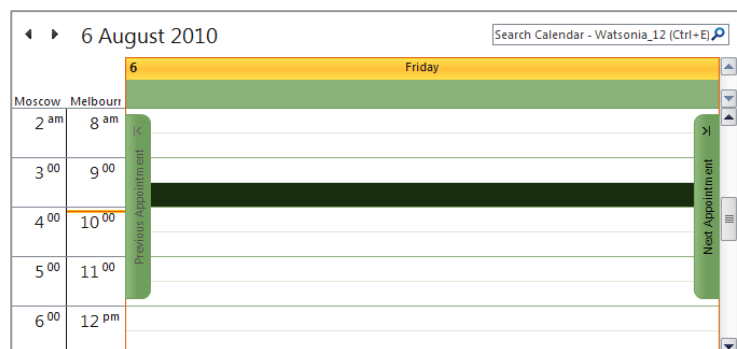 6 August 2010
Search Calendar - Watsonia_12 (Ctrl+E)
6 Friday
Moscow Melbourr
2 am 8 am
3 00 9 00
4 00 10 00
5 00 11 00
6 00 12 pm
Previous Appointment
Next Appointment